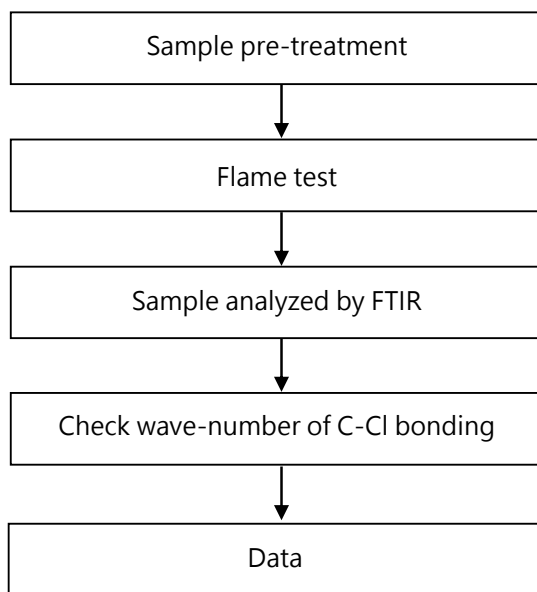 Sample pre-treatment
Flame test
Sample analyzed by FTIR
Check wave-number of C-Cl bonding
Data